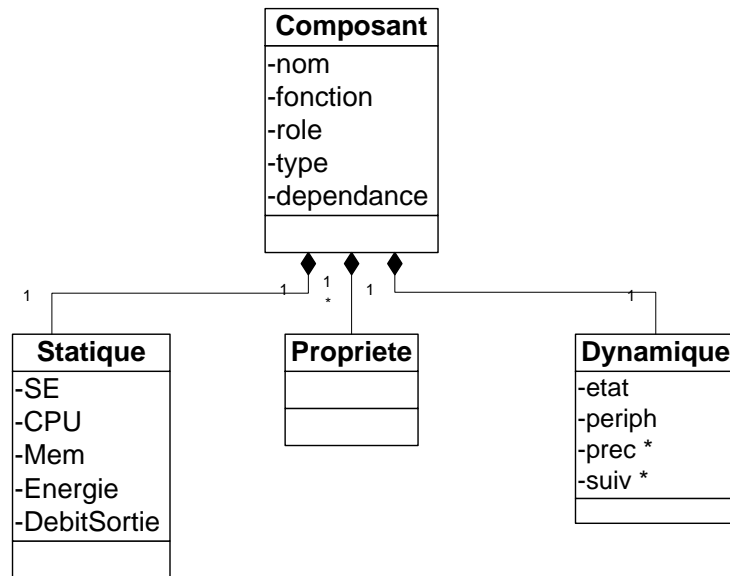 Composant
-nom
-fonction
-role
-type
-dependance
1
1
1
*
1
1
Statique
-SE
-CPU
-Mem
-Energie
-DebitSortie
Propriete
Dynamique
-etat
-periph
-prec *
-suiv *